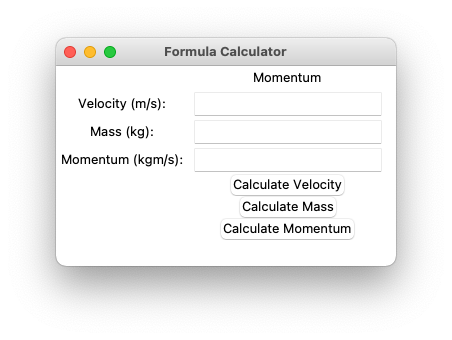 Formula Calculator
Momentum
Velocity (m/s):
Mass (kg):
Momentum (kgm/s):
Calculate Velocity
Calculate Mass
Calculate Momentum